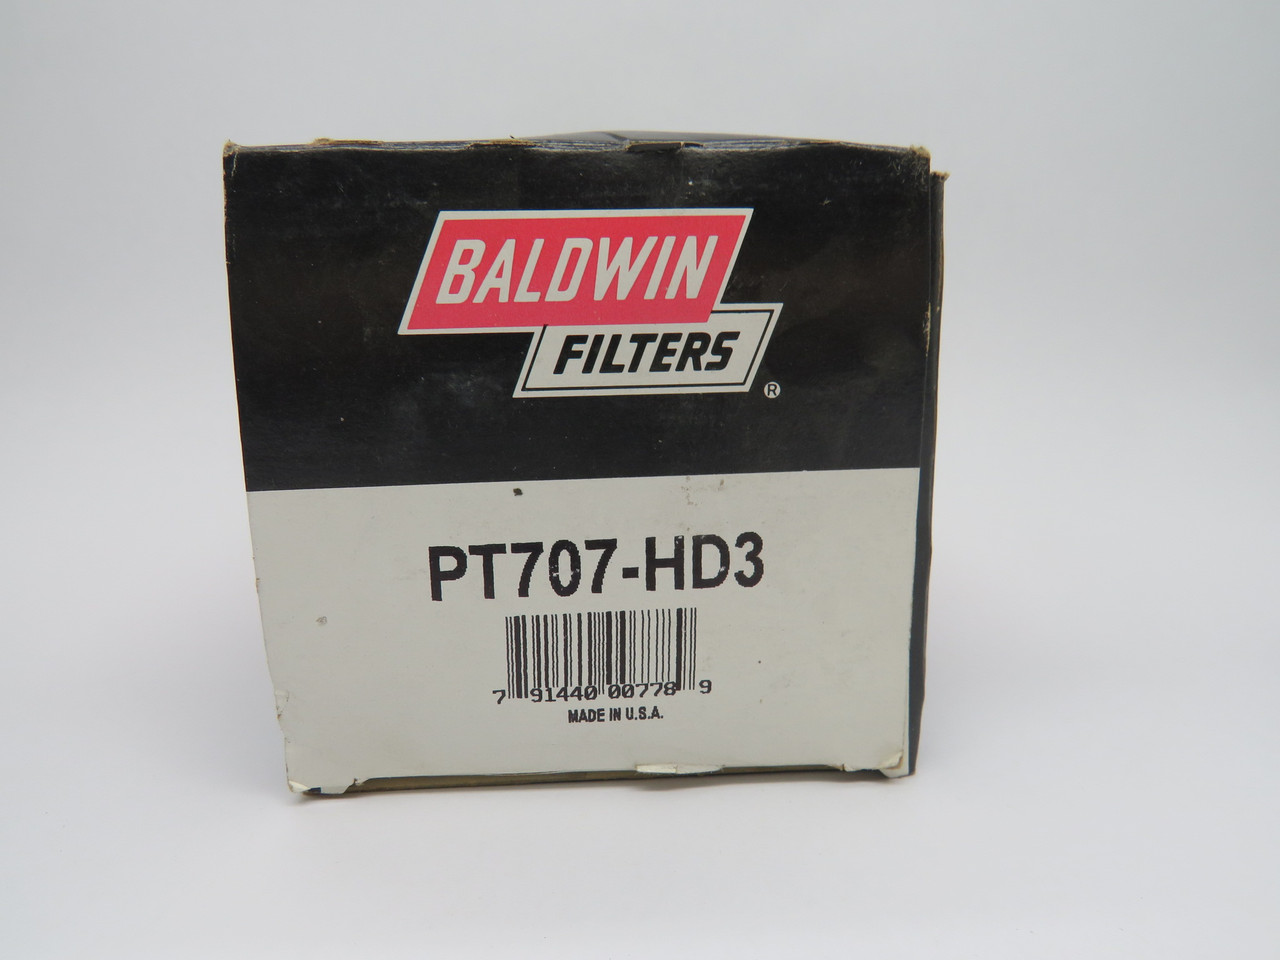 BALDWIN
FILTERS ®
PT707-HD3
7 91440 00778 9
MADE IN U.S.A.